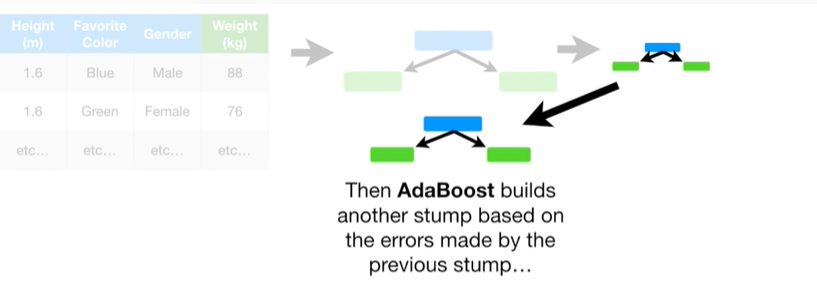 Height (m) Favorite Color Gender Weight (kg)
1.6 Blue Male 88
1.6 Green Female 76
etc... etc... etc... etc...
Then AdaBoost builds
another stump based on
the errors made by the
previous stump…